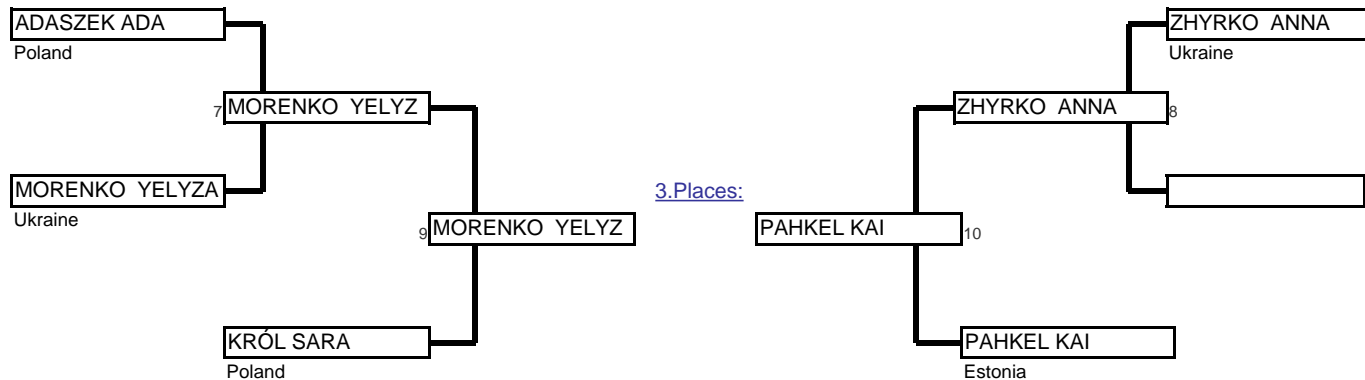 ADASZEK ADA
Poland
7 MORENKO YELYZ
MORENKO YELYZA
Ukraine
9 MORENKO YELYZ
KRÓL SARA
Poland
3.Places:
ZHYRKO ANNA
Ukraine
ZHYRKO ANNA 8
PAHKEL KAI 10
PAHKEL KAI
Estonia